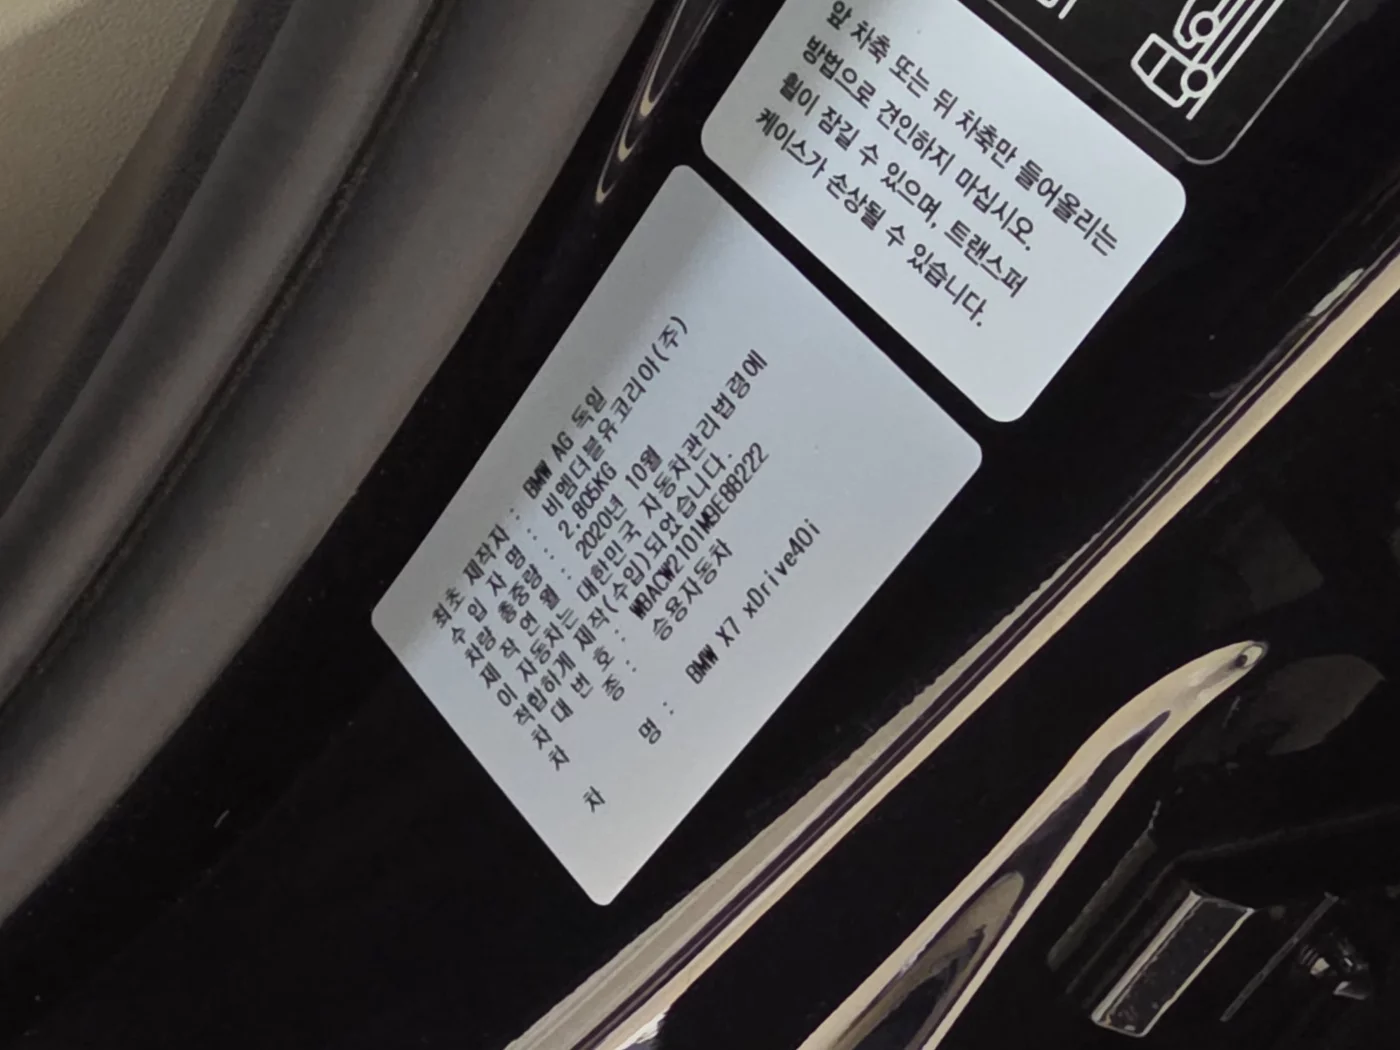 앞 차축 또는 뒤 차축만 들어올리는
방법으로 견인하지 마십시오.
휠이 잠길 수 있으며, 트랜스퍼
케이스가 손상될 수 있습니다.
최초 제작자 : BMW AG 독일
수 입 자 명 : 비엠더블유코리아(주)
차량 총중량 : 2.805KG
제 작 연 월 : 2020년 10월
이 자동차는 대한민국 자동차관리법령에
적합하게 제작(수입)되었습니다.
차 대 번 호 : WBACW2101M9E88222
차 종 : 승용자동차
차 명 : BMW X7 xDrive40i